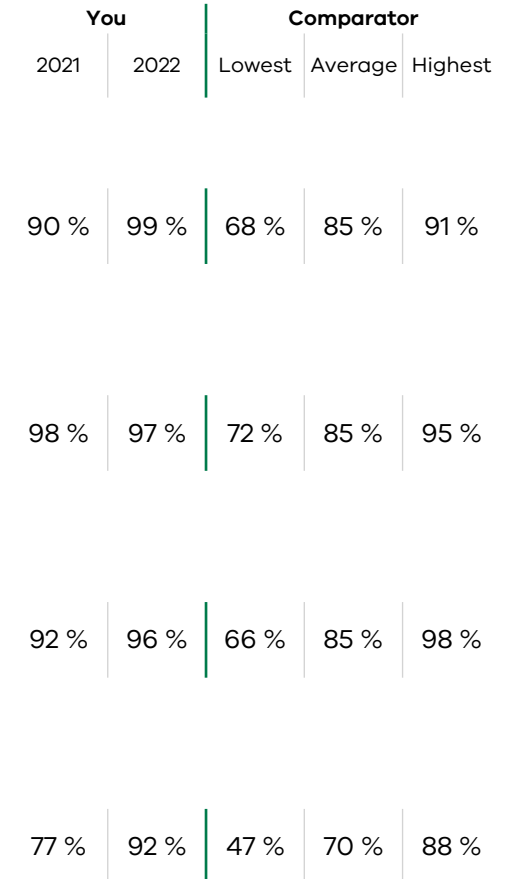 You Comparator
2021 2022 Lowest Average Highest
90 % 99 % 68 % 85 % 91 %
98 % 97 % 72 % 85 % 95 %
92 % 96 % 66 % 85 % 98 %
77 % 92 % 47 % 70 % 88 %